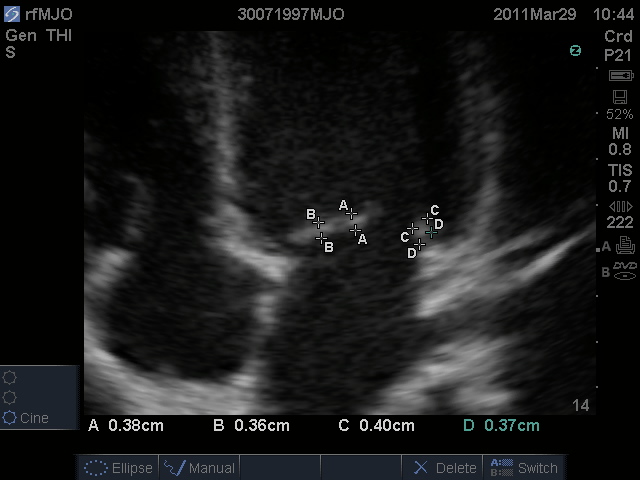 rfMJO 30071997MJO 2011Mar29 10:44
Gen THI
S
Crd
P21
52%
MI
0.8
TIS
0.7
222
A
B DVD
Z
A
B
C
D
A
B
C
D
14
Cine
A 0.38cm B 0.36cm C 0.40cm D 0.37cm
Ellipse Manual Delete A: B: Switch